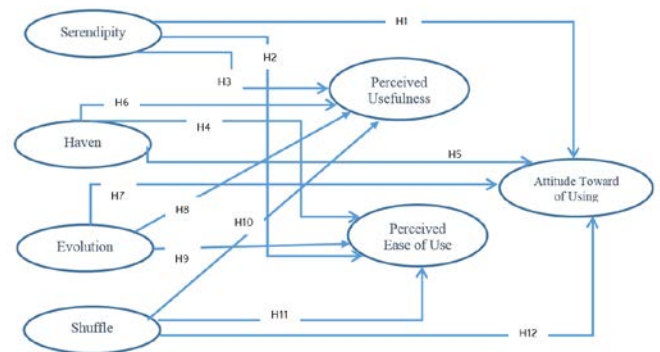 Serendipity
H1
H2
H3
Perceived
Usefulness
H6
H4
Haven
H5
Attitude Toward
of Using
H7
H8
H10
Perceived
Ease of Use
Evolution
H9
H11
Shuffle
H12